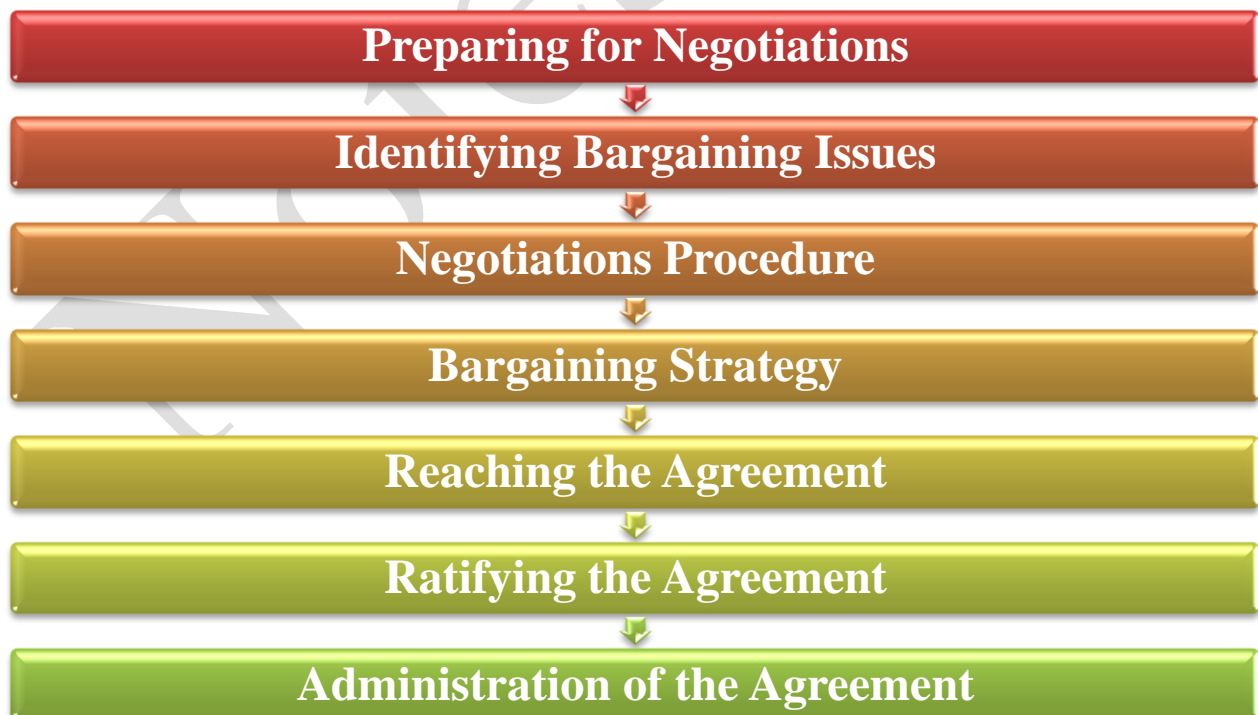 Preparing for Negotiations
Identifying Bargaining Issues
Negotiations Procedure
Bargaining Strategy
Reaching the Agreement
Ratifying the Agreement
Administration of the Agreement